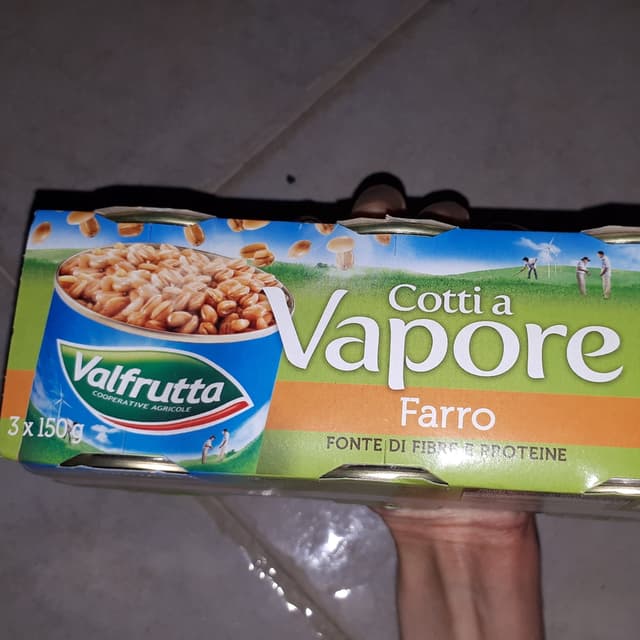 Valfrutta
COOPERATIVE AGRICOLE
3 x 150 g
Cotti a
Vapore
Farro
FONTE DI FIBRE E PROTEINE